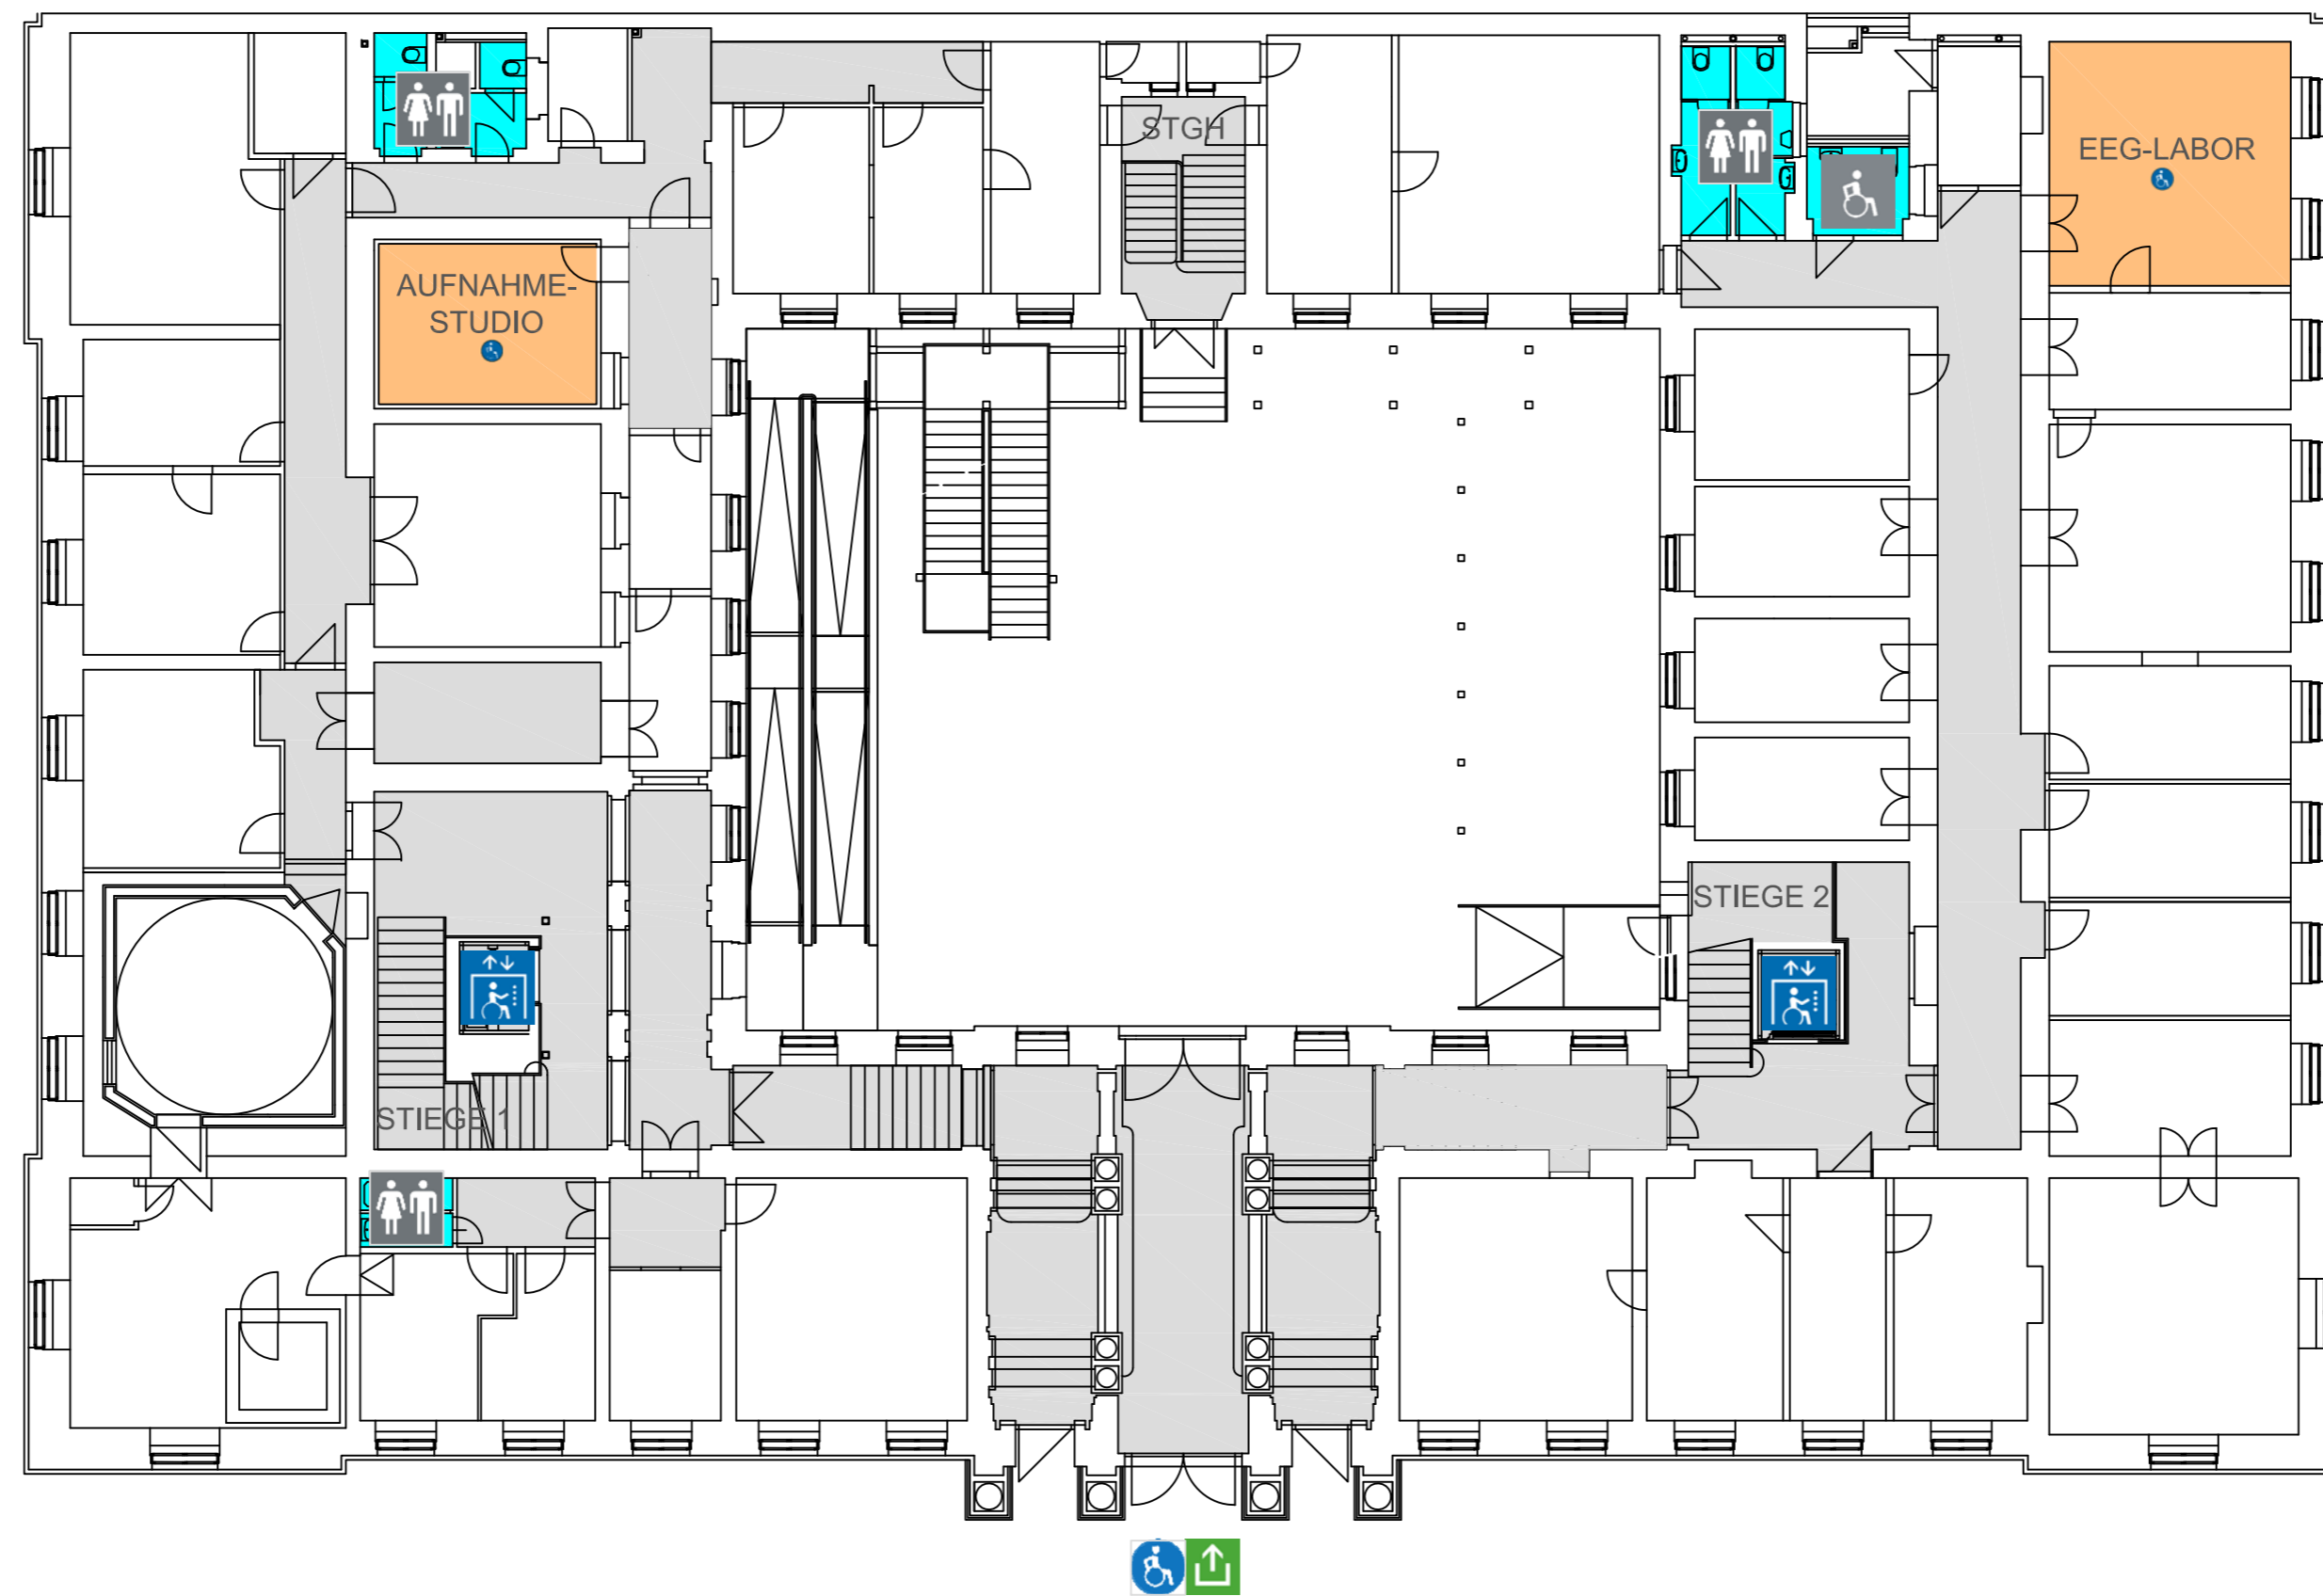 STGH
EEG-LABOR
AUFNAHME-
STUDIO
STIEGE 2
STIEGE 1